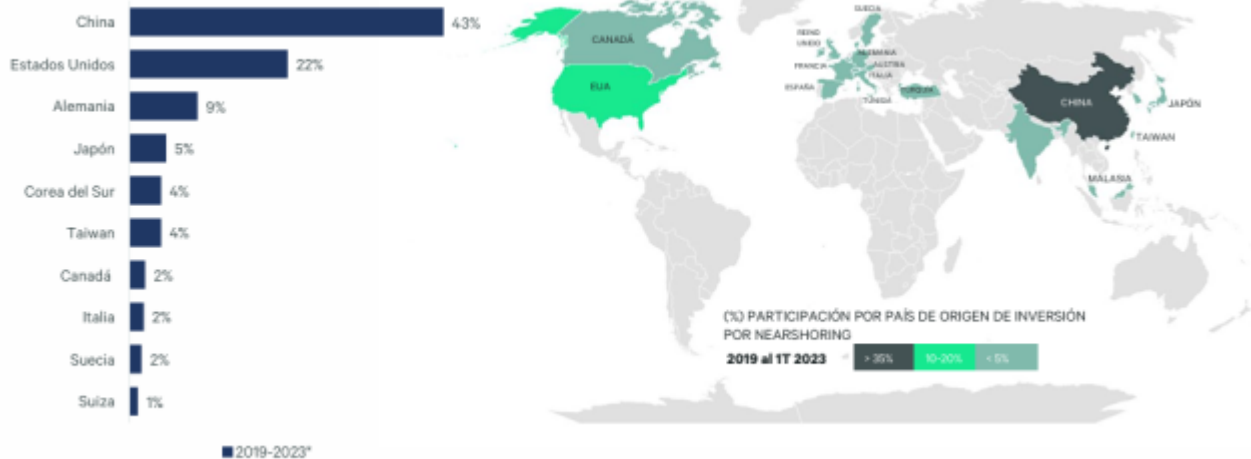 China
43%
Estados Unidos
22%
Alemania
9%
Japón
5%
Corea del Sur
4%
Taiwan
4%
Canadá
2%
Italia
2%
Suecia
2%
Suiza
1%
2019-2023*
SUECIA
REINO
UNIDO
CANADÁ
ALEMANIA
FRANCIA
AUSTRIA
ITALIA
EUA
ESPAÑA
TURQUÍA
TUNISIA
CHINA
JAPÓN
TAIWAN
MALASIA
(%) PARTICIPACIÓN POR PAÍS DE ORIGEN DE INVERSIÓN
POR NEARSHORING
2019 al 1T 2023
> 35%
10-20%
< 5%